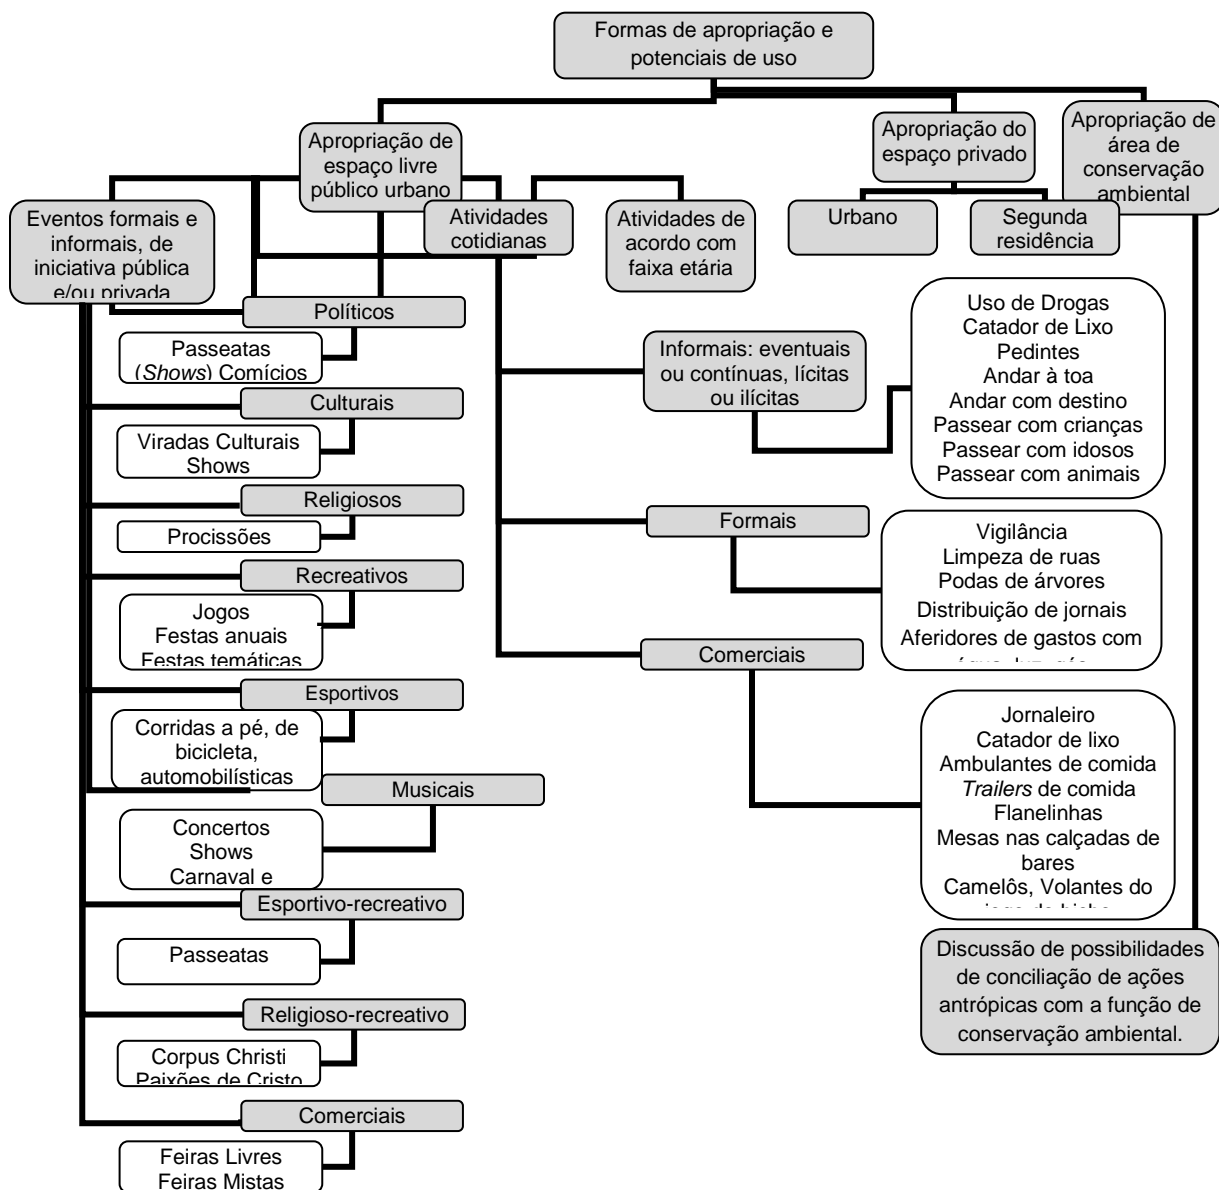 Formas de apropriação e
potenciais de uso
Apropriação de
espaço livre
público urbano
Apropriação do
espaço privado
Apropriação de
área de
conservação
ambiental
Eventos formais e
informais, de
iniciativa pública
e/ou privada
Atividades
cotidianas
Atividades de
acordo com
faixa etária
Urbano
Segunda
residência
Políticos
Passeatas
(Shows) Comícios
Culturais
Viradas Culturais
Shows
Religiosos
Procissões
Recreativos
Jogos
Festas anuais
Festas temáticas
Esportivos
Corridas a pé, de
bicicleta,
automobilísticas
Musicais
Concertos
Shows
Carnaval e
Esportivo-recreativo
Passeatas
Religioso-recreativo
Corpus Christi
Paixões de Cristo
Comerciais
Feiras Livres
Feiras Mistas
Informais: eventuais
ou contínuas, lícitas
ou ilícitas
Uso de Drogas
Catador de Lixo
Pedintes
Andar à toa
Andar com destino
Passear com crianças
Passear com idosos
Passear com animais
Formais
Vigilância
Limpeza de ruas
Podas de árvores
Distribuição de jornais
Aferidores de gastos com
Comerciais
Jornaleiro
Catador de lixo
Ambulantes de comida
Trailers de comida
Flanelinhas
Mesas nas calçadas de
bares
Camelôs, Volantes do
Discussão de possibilidades
de conciliação de ações
antrópicas com a função de
conservação ambiental.